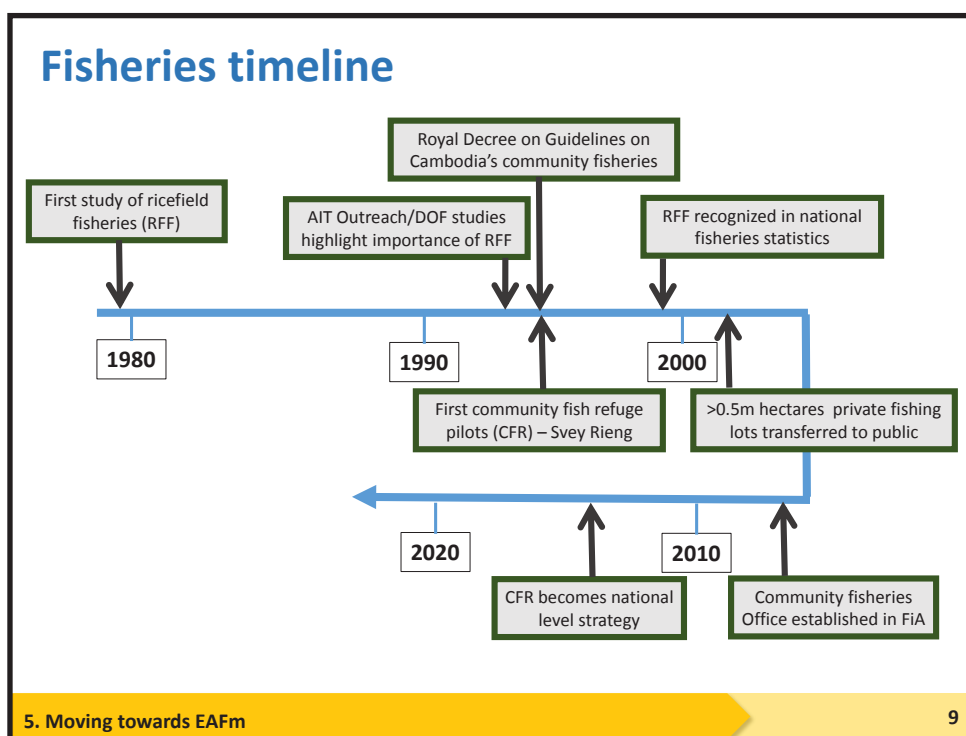 Fisheries timeline
Royal Decree on Guidelines on
Cambodia's community fisheries
First study of ricefield
fisheries (RFF)
AIT Outreach/DOF studies
highlight importance of RFF
RFF recognized in national
fisheries statistics
1980
1990
2000
First community fish refuge
pilots (CFR) – Svey Rieng
>0.5m hectares private fishing
lots transferred to public
2020
2010
CFR becomes national
level strategy
Community fisheries
Office established in FiA
5. Moving towards EAFm
9